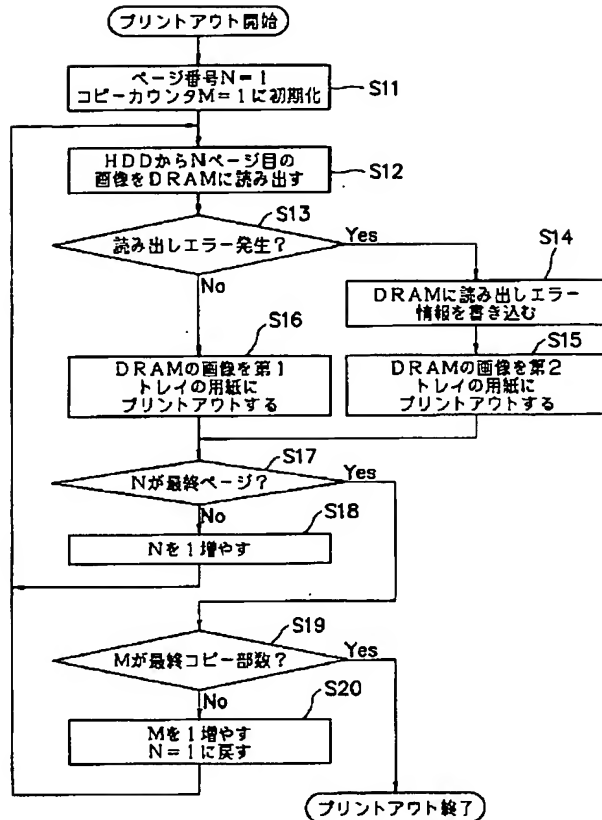 プリントアウト開始
ページ番号N=1
コピーカウンタM=1に初期化
S11
HDDからNページ目の
画像をDRAMに読み出す
S12
S13
読み出しエラー発生?
Yes
No
S14
DRAMに読み出しエラー
情報を書き込む
S16
DRAMの画像を第1
トレイの用紙に
プリントアウトする
S15
DRAMの画像を第2
トレイの用紙に
プリントアウトする
S17
Nが最終ページ?
Yes
No
S18
Nを1増やす
S19
Mが最終コピー部数?
Yes
No
S20
Mを1増やす
N=1に戻す
プリントアウト終了